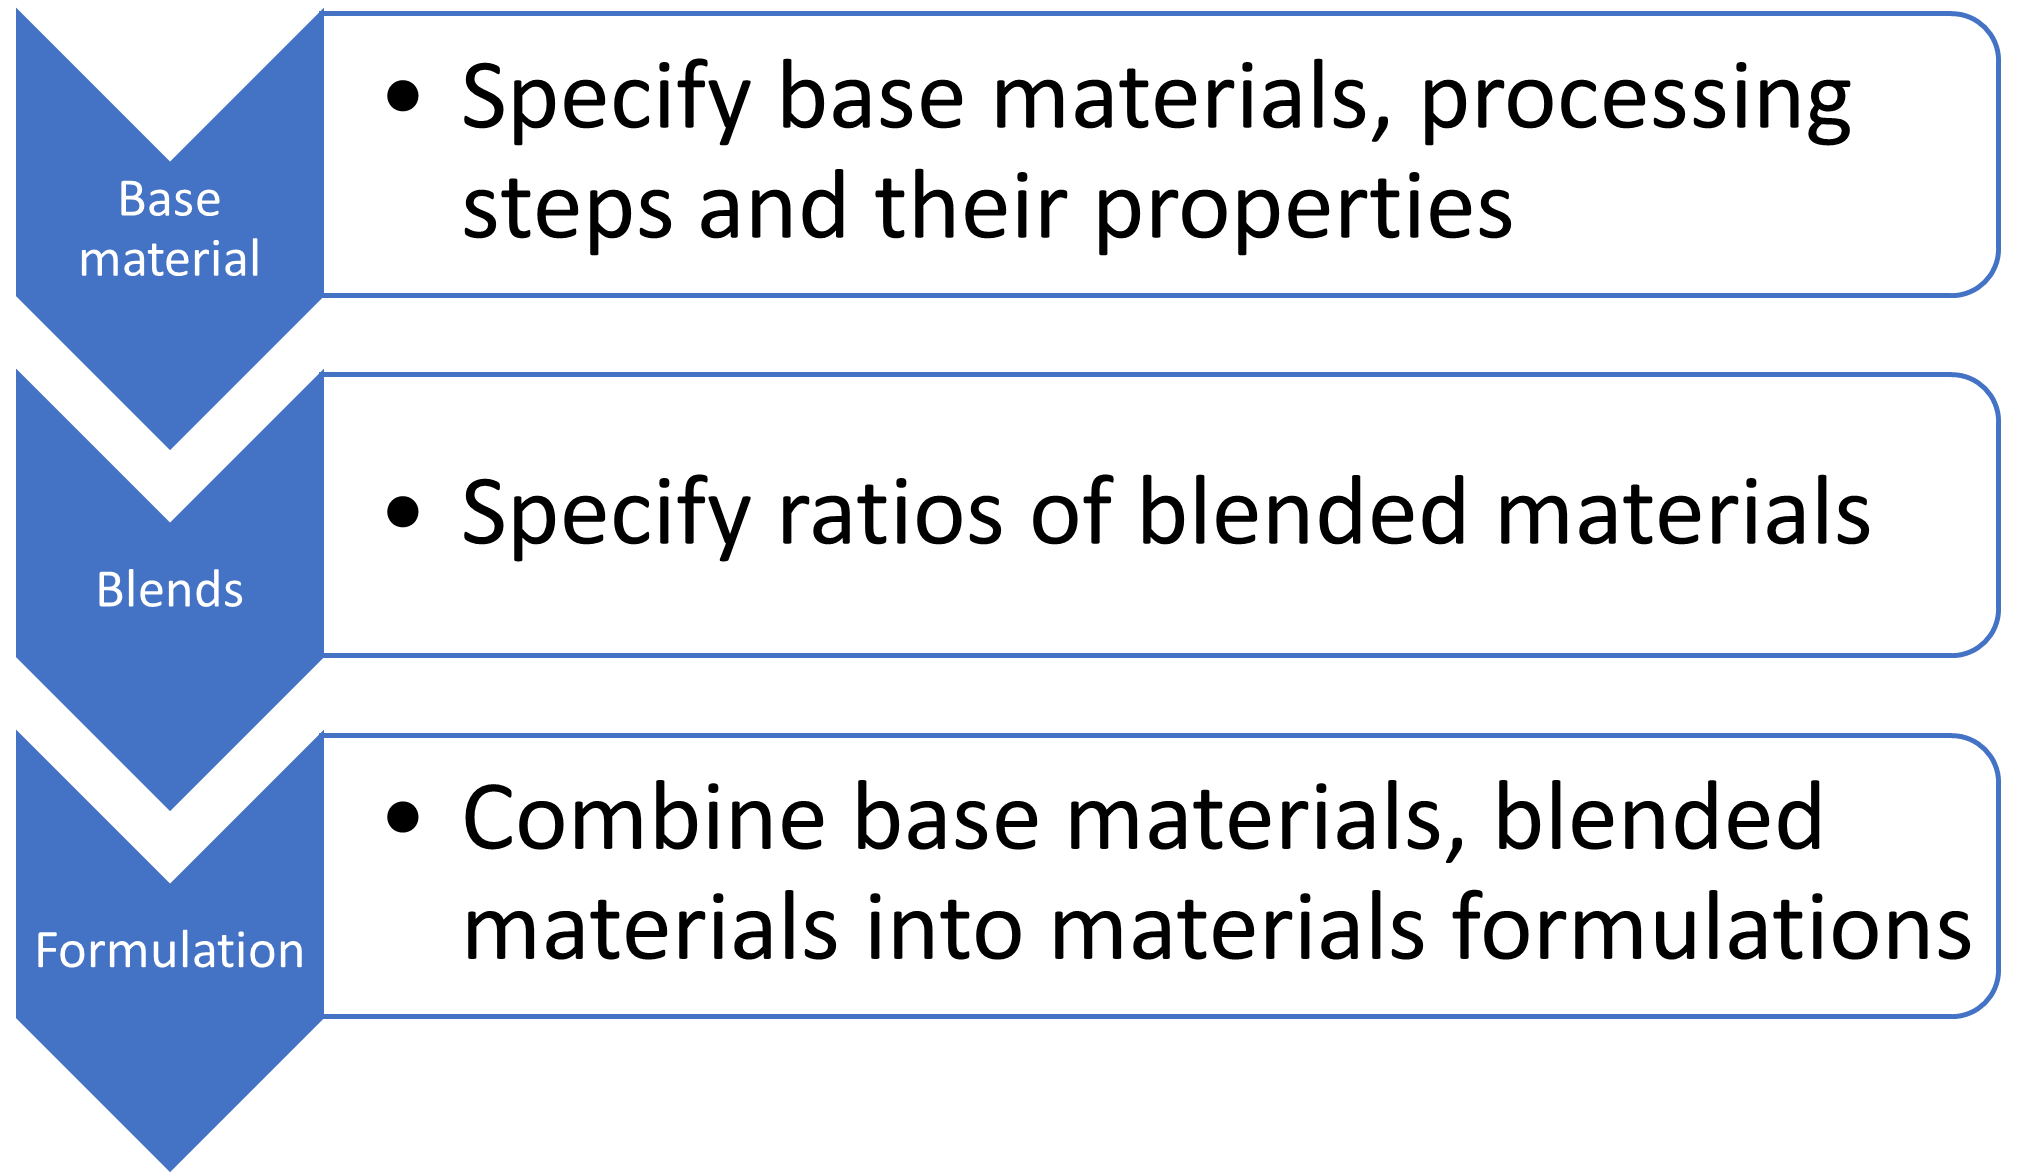 Base
material
• Specify base materials, processing
steps and their properties
Blends
• Specify ratios of blended materials
Formulation
• Combine base materials, blended
materials into materials formulations